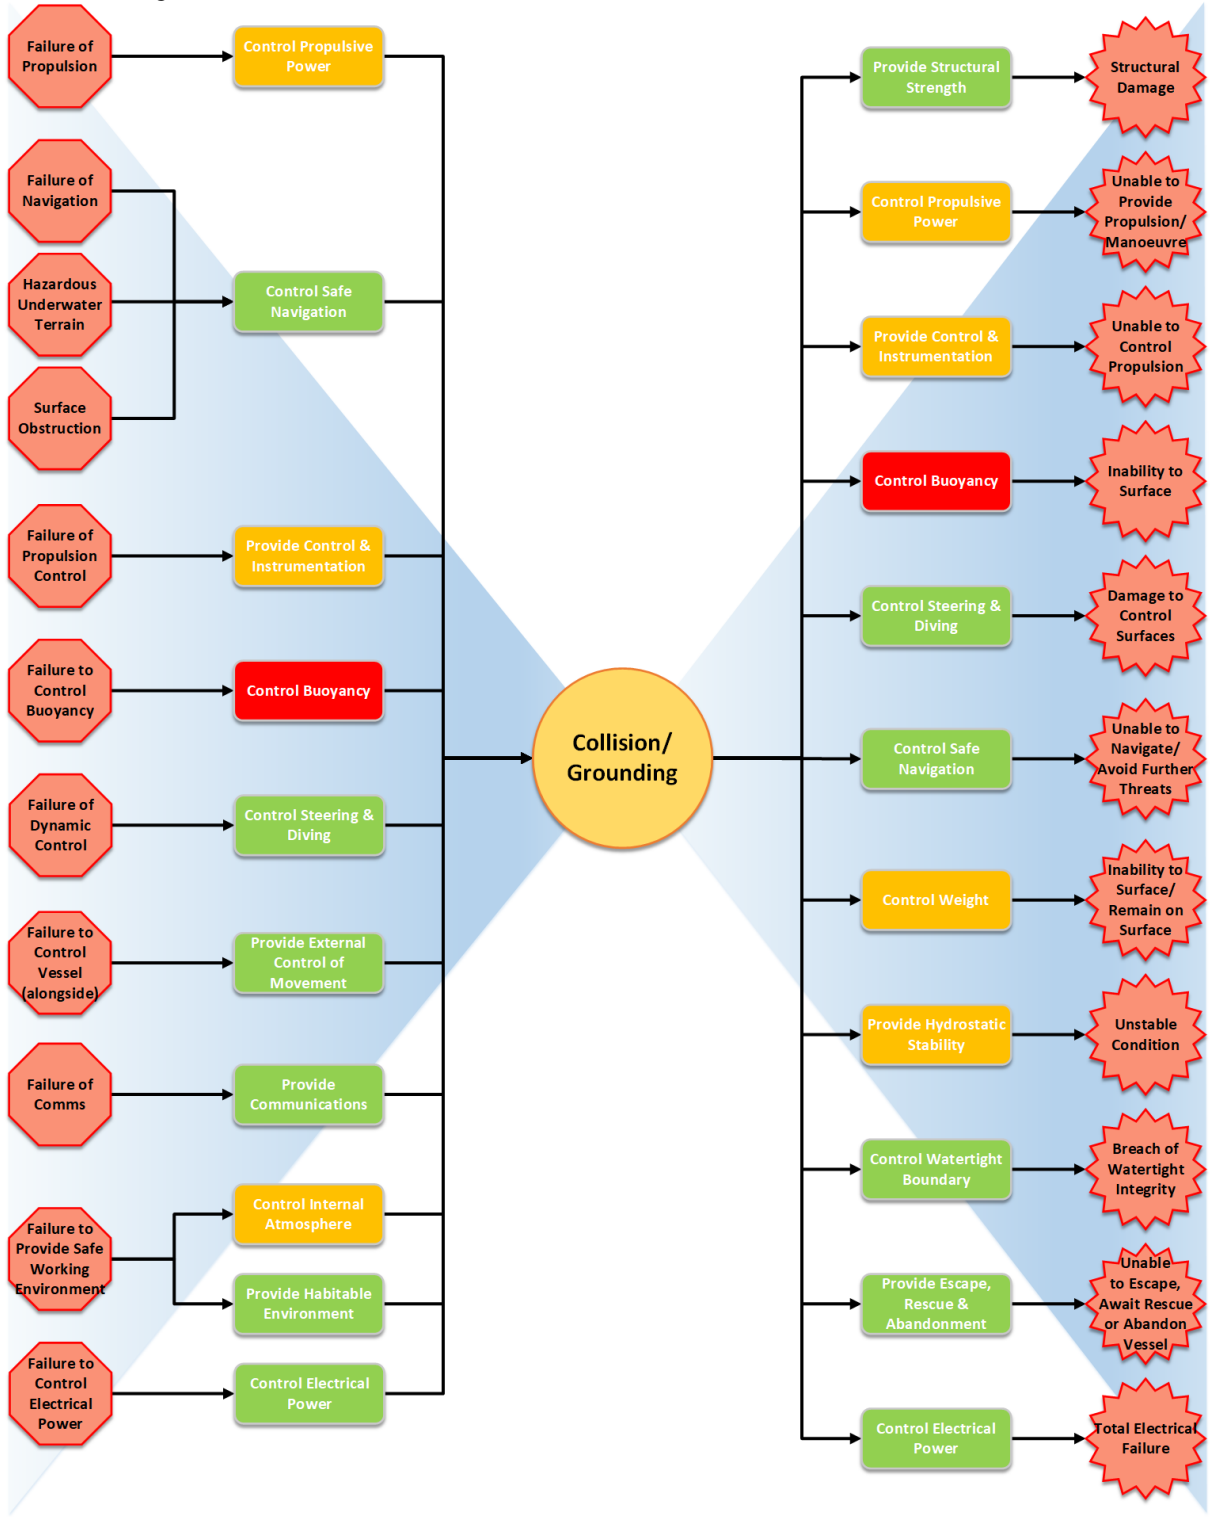 Failure of
Propulsion
Control Propulsive
Power
Failure of
Navigation
Hazardous
Underwater
Terrain
Surface
Obstruction
Control Safe
Navigation
Failure of
Propulsion
Control
Provide Control &
Instrumentation
Failure to
Control
Buoyancy
Control Buoyancy
Failure of
Dynamic
Control
Control Steering &
Diving
Failure to
Control
Vessel
(alongside)
Provide External
Control of
Movement
Failure of
Comms
Provide
Communications
Failure to
Provide Safe
Working
Environment
Control Internal
Atmosphere
Provide Habitable
Environment
Failure to
Control
Electrical
Power
Control Electrical
Power
Collision/
Grounding
Provide Structural
Strength
Structural
Damage
Control Propulsive
Power
Unable to
Provide
Propulsion/
Manoeuvre
Provide Control &
Instrumentation
Unable to
Control
Propulsion
Control Buoyancy
Inability to
Surface
Control Steering &
Diving
Damage to
Control
Surfaces
Control Safe
Navigation
Unable to
Navigate/
Avoid Further
Threats
Control Weight
Inability to
Surface/
Remain on
Surface
Provide Hydrostatic
Stability
Unstable
Condition
Control Watertight
Boundary
Breach of
Watertight
Integrity
Provide Escape,
Rescue &
Abandonment
Unable
to Escape,
Await Rescue
or Abandon
Vessel
Control Electrical
Power
Total Electrical
Failure